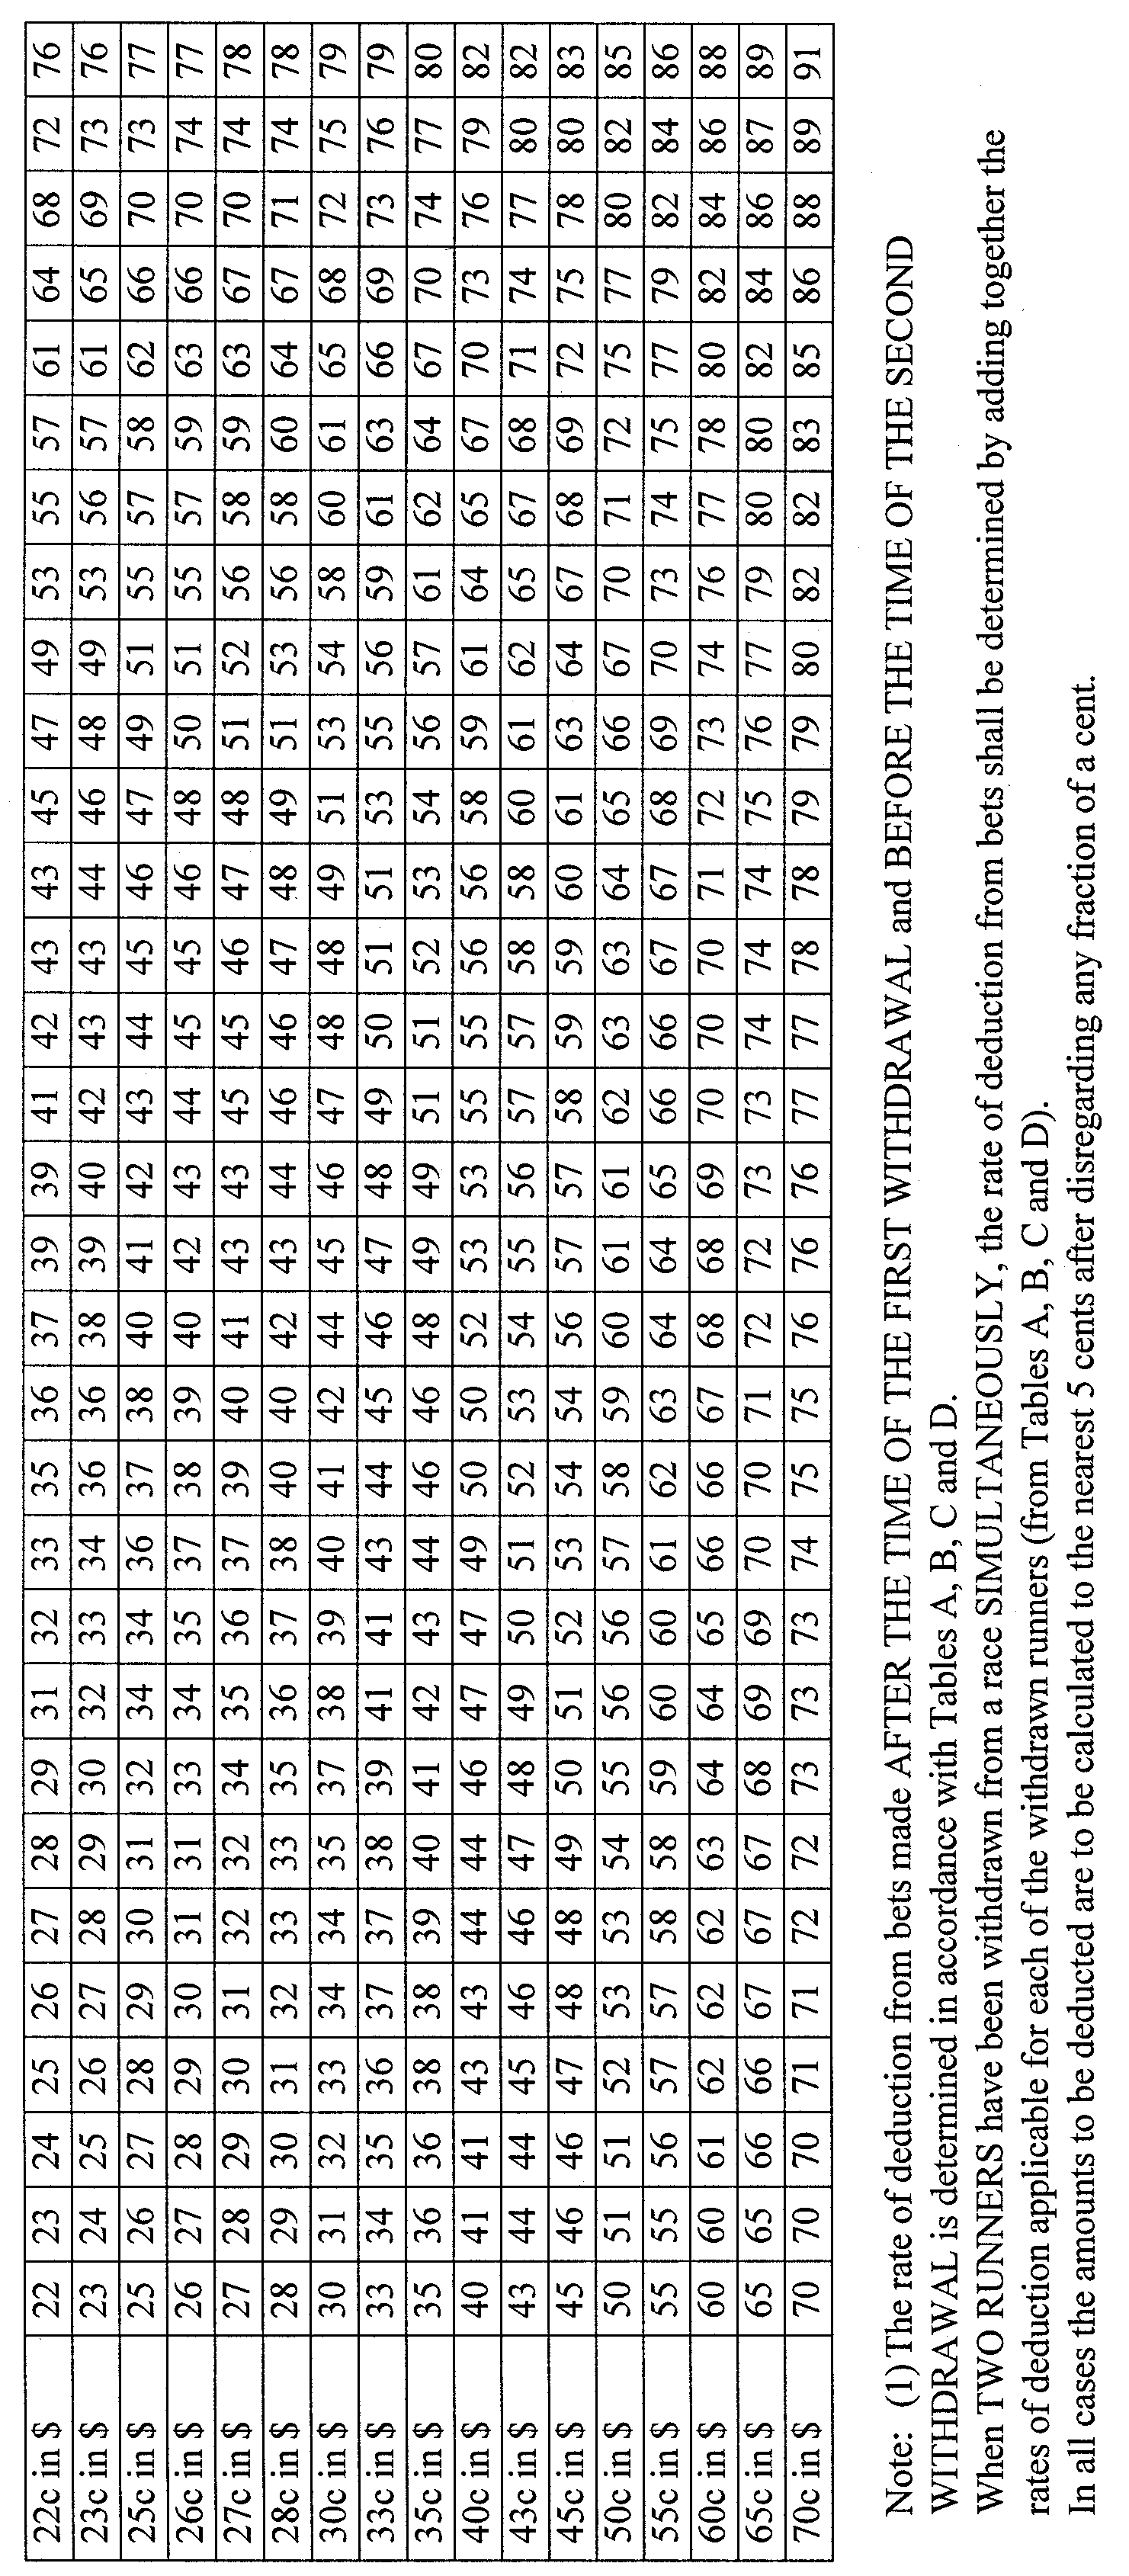 22c in $ 22 23 24 25 26 27 28 29 31 32 33 35 36 37 39 39 41 42 43 43 45 47 49 53 55 57 61 64 68 72 76
23c in $ 23 24 25 26 27 28 29 30 32 33 34 36 36 38 39 40 42 43 43 44 46 48 49 53 56 57 61 65 69 73 76
25c in $ 25 26 27 28 29 30 31 32 34 34 36 37 38 40 41 42 43 44 45 46 47 49 51 55 57 58 62 66 70 73 77
26c in $ 26 27 28 29 30 31 31 33 34 35 37 38 39 40 42 43 44 45 45 46 48 50 51 55 57 59 63 66 70 74 77
27c in $ 27 28 29 30 31 32 32 34 35 36 37 39 40 41 43 43 45 45 46 47 48 51 52 56 58 59 63 67 70 74 78
28c in $ 28 29 30 31 32 33 33 35 36 37 38 40 40 42 43 44 46 46 47 48 49 51 53 56 58 60 64 67 71 74 78
30c in $ 30 31 32 33 34 34 35 37 38 39 40 41 42 44 45 46 47 48 48 49 51 53 54 58 60 61 65 68 72 75 79
33c in $ 33 34 35 36 37 37 38 39 41 41 43 44 45 46 47 48 49 50 51 51 53 55 56 59 61 63 66 69 73 76 79
35c in $ 35 36 36 38 38 39 40 41 42 43 44 46 46 48 49 49 51 51 52 53 54 56 57 61 62 64 67 70 74 77 80
40c in $ 40 41 41 43 43 44 44 46 47 47 49 50 50 52 53 53 55 55 56 56 58 59 61 64 65 67 70 73 76 79 82
43c in $ 43 44 44 45 46 46 47 48 49 50 51 52 53 54 55 56 57 57 58 58 60 61 62 65 67 68 71 74 77 80 82
45c in $ 45 46 46 47 48 48 49 50 51 52 53 54 54 56 57 57 58 59 59 60 61 63 64 67 68 69 72 75 78 80 83
50c in $ 50 51 51 52 53 53 54 55 56 56 57 58 59 60 61 61 62 63 63 64 65 66 67 70 71 72 75 77 80 82 85
55c in $ 55 55 56 57 57 58 58 59 60 60 61 62 63 64 64 65 66 66 67 67 68 69 70 73 74 75 77 79 82 84 86
60c in $ 60 60 61 62 62 62 63 64 64 65 66 66 67 68 68 69 70 70 70 71 72 73 74 76 77 78 80 82 84 86 88
65c in $ 65 65 66 66 67 67 67 68 69 69 70 70 71 72 72 73 73 74 74 74 75 76 77 79 80 80 82 84 86 87 89
70c in $ 70 70 70 71 71 72 72 73 73 73 74 75 75 76 76 76 77 77 78 78 79 79 80 82 82 83 85 86 88 89 91
Note: (1) The rate of deduction from bets made AFTER THE TIME OF THE FIRST WITHDRAWAL and BEFORE THE TIME OF THE SECOND
WITHDRAWAL is determined in accordance with Tables A, B, C and D.
When TWO RUNNERS have been withdrawn from a race SIMULTANEOUSLY, the rate of deduction from bets shall be determined by adding together the
rates of deduction applicable for each of the withdrawn runners (from Tables A, B, C and D).
In all cases the amounts to be deducted are to be calculated to the nearest 5 cents after disregarding any fraction of a cent.